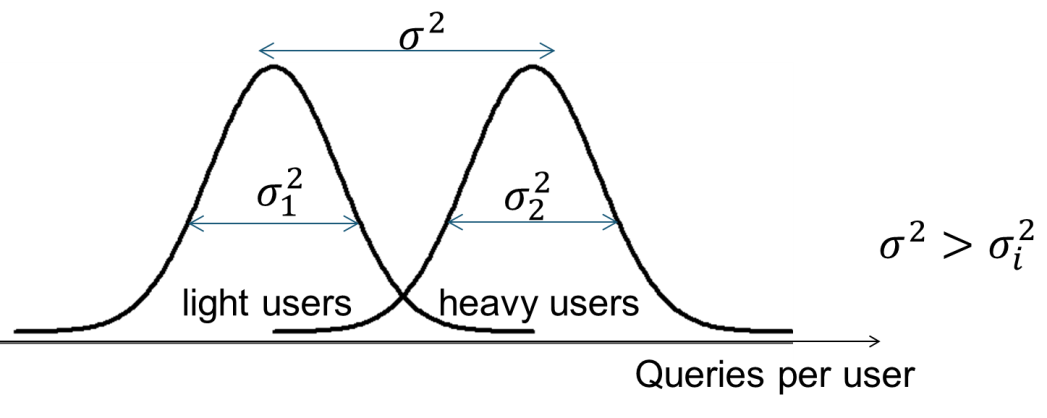 σ²
σ₁² σ₂²
σ² > σᵢ²
light users heavy users
Queries per user